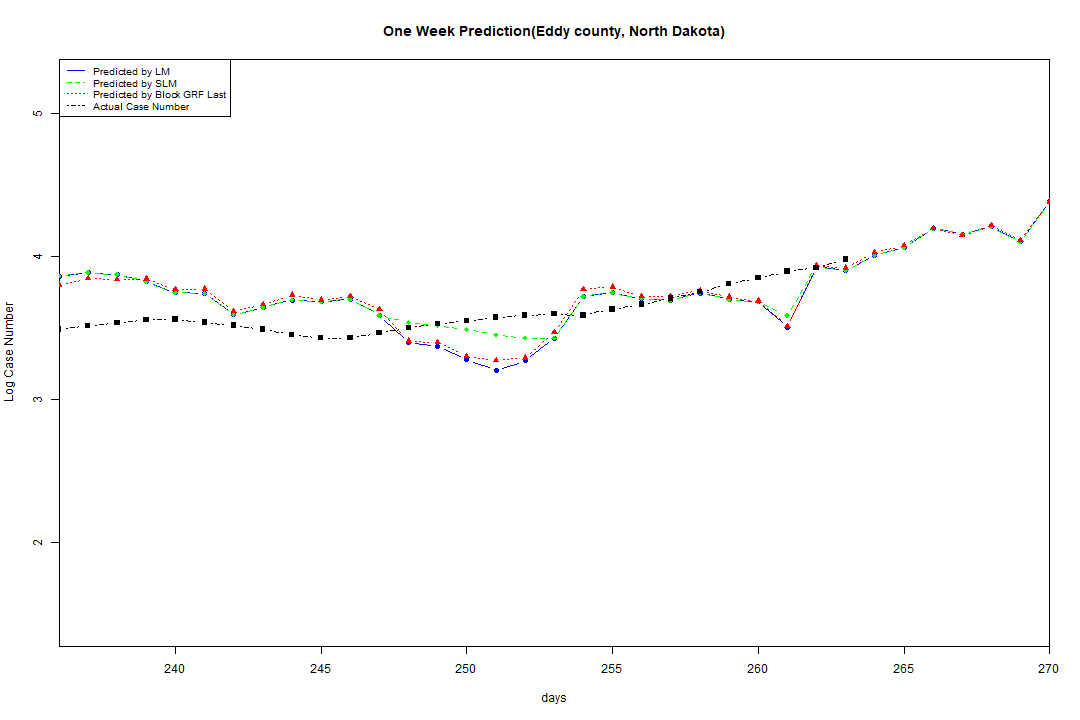 One Week Prediction(Eddy county, North Dakota)
Predicted by LM
Predicted by SLM
Predicted by Block GRF Last
Actual Case Number
5
4
3
2
Log Case Number
240 245 250 255 260 265 270
days